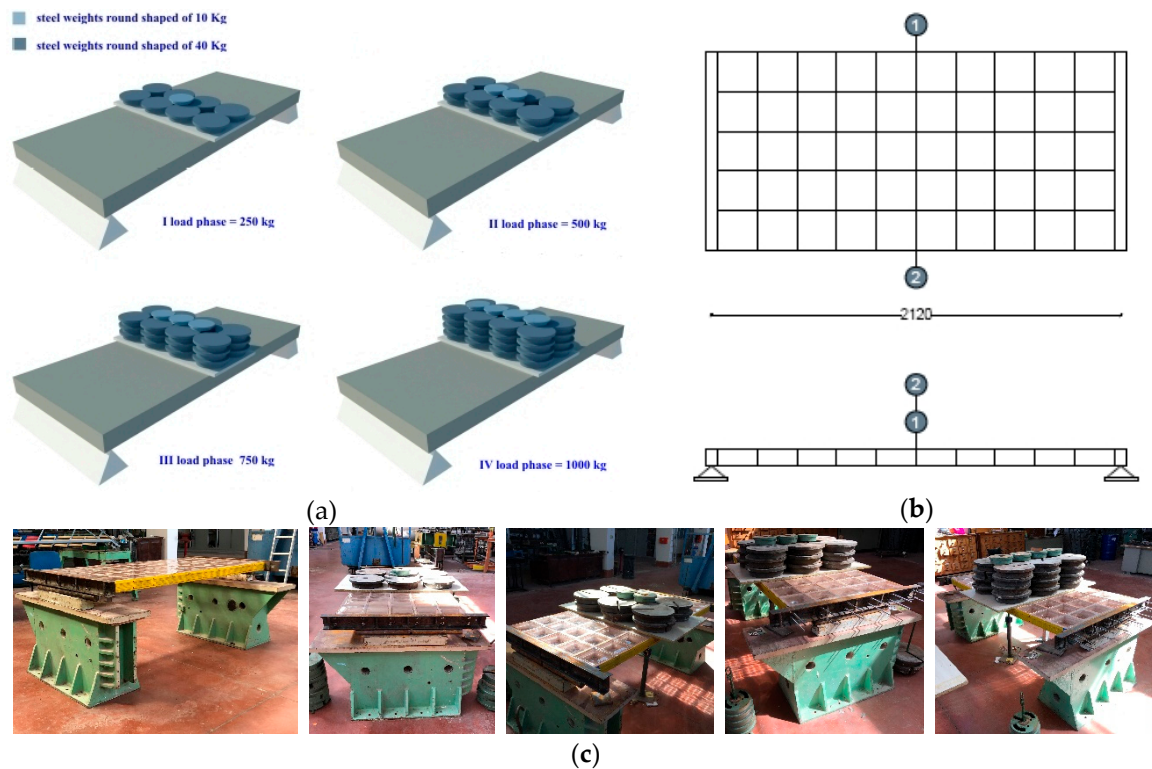 steel weights round shaped of 10 Kg
steel weights round shaped of 40 Kg
I load phase = 250 kg
II load phase = 500 kg
III load phase 750 kg
IV load phase = 1000 kg
(a)
1
2
2120
2
1
(b)
(c)